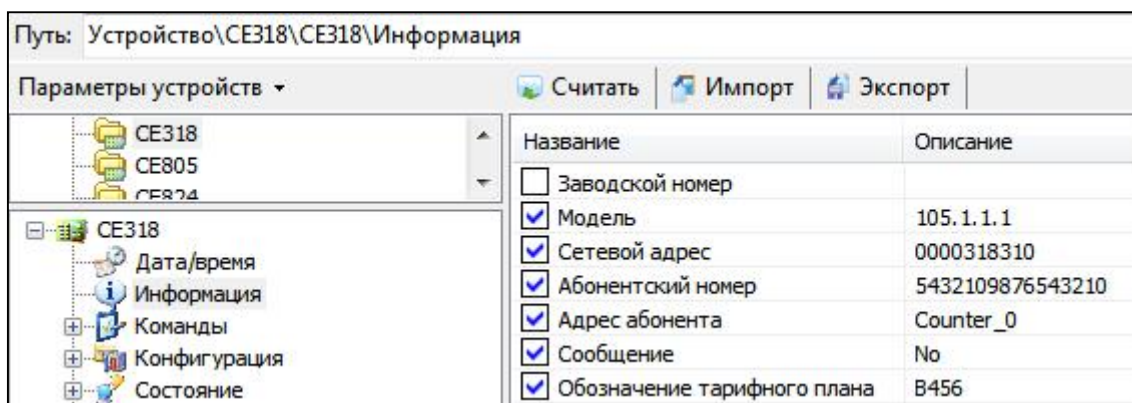 Путь: Устройство\CE318\CE318\Информация
Параметры устройств
Считать
Импорт
Экспорт
CE318
CE805
CE824
CE318
Дата/время
Информация
Команды
Конфигурация
Состояние
Название Описание
Заводской номер
Модель 105.1.1.1
Сетевой адрес 0000318310
Абонентский номер 5432109876543210
Адрес абонента Counter_0
Сообщение No
Обозначение тарифного плана B456